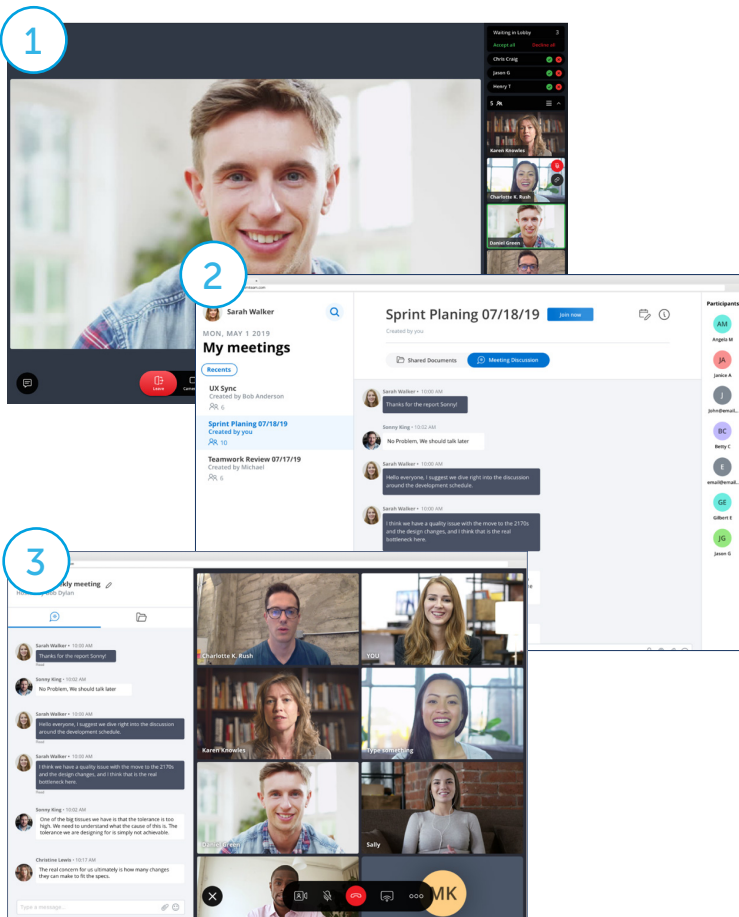 1
Waiting in Lobby 3
Accept all Decline all
Chris Craig
Jason G
Henry T
5
Karen Knowles
Charlotte K. Rush
Daniel Green
Leave
2
Sarah Walker
MON, MAY 1 2019
My meetings
Recents
UX Sync
Created by Bob Anderson
6
Sprint Planing 07/18/19
Created by you
10
Teamwork Review 07/17/19
Created by Michael
6
Sprint Planing 07/18/19
Join now
Created by you
Shared Documents
Meeting Discussion
Sarah Walker • 10:00 AM
Thanks for the report Sonny!
Sonny King • 10:02 AM
No Problem, We should talk later
Sarah Walker • 10:00 AM
Hello everyone, I suggest we dive right into the discussion
around the development schedule.
Sarah Walker • 10:00 AM
I think we have a quality issue with the move to the 2170s
and the design changes, and I think that is the real
bottleneck here.
Participants
AM
Angela M
JA
Janice A
J
John@email...
BC
Betty C
E
email@email...
GE
Gilbert E
JG
Jason G
3
meeting
Dylan
Sarah Walker • 10:00 AM
Thanks for the report Sonny!
Read
Sonny King • 10:02 AM
No Problem, We should talk later
Sarah Walker • 10:00 AM
Hello everyone, I suggest we dive right into the discussion
around the development schedule.
Read
Sarah Walker • 10:00 AM
I think we have a quality issue with the move to the 2170s
and the design changes, and I think that is the real
bottleneck here.
Read
Sonny King • 10:02 AM
One of the big tissues we have is that the tolerance is too
high. We need to understand what the cause of this is. The
tolerance we are designing for is simply not achievable.
Christine Lewis • 10:17 AM
The real concern for us ultimately is how many changes
they can make to fit the specs.
Type a message...
Charlotte K. Rush
YOU
Karen Knowles
Type something
Daniel Green
Sally
MK